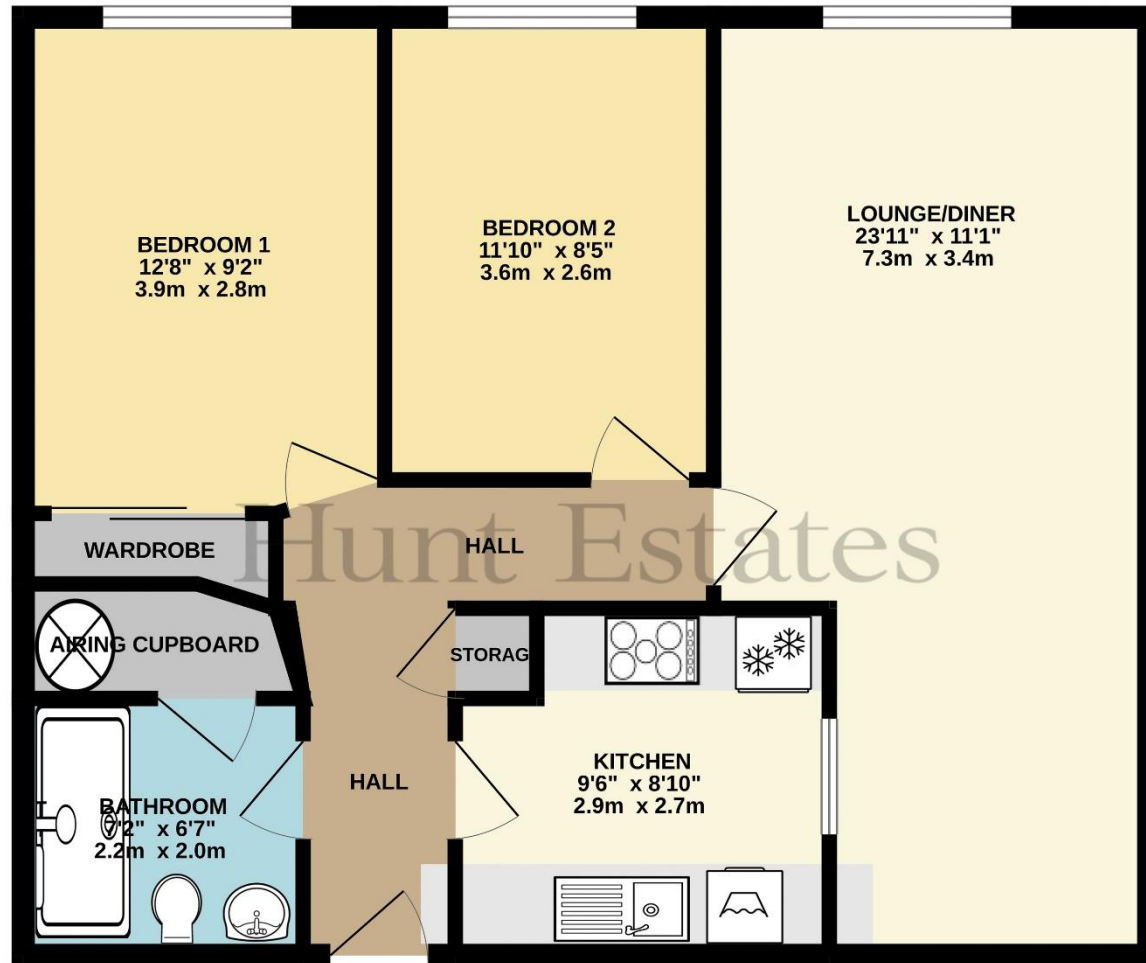 BEDROOM 1
12'8" x 9'2"
3.9m x 2.8m
BEDROOM 2
11'10" x 8'5"
3.6m x 2.6m
LOUNGE/DINER
23'11" x 11'1"
7.3m x 3.4m
Hunt Estates
WARDROBE
HALL
AIRING CUPBOARD
STORAG
KITCHEN
9'6" x 8'10"
2.9m x 2.7m
HALL
BATHROOM
7'2" x 6'7"
2.2m x 2.0m